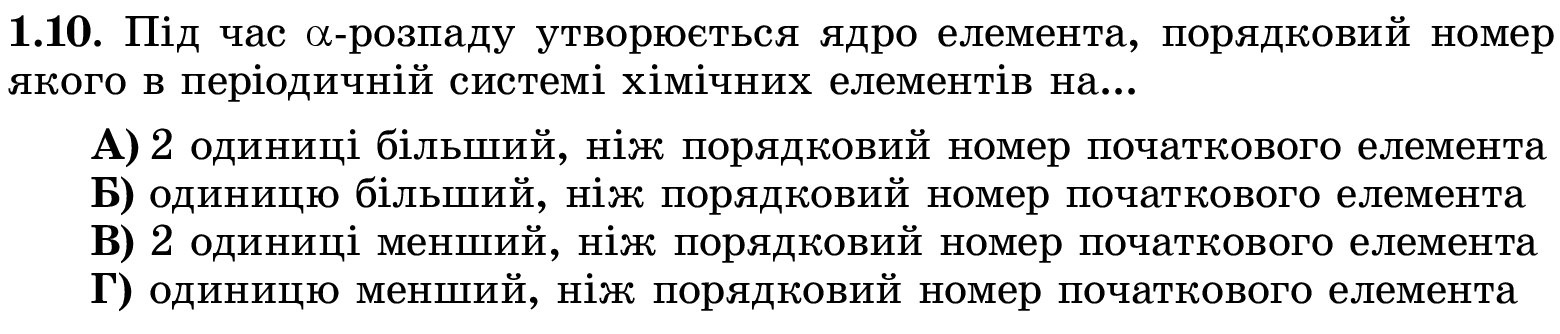 1.10. Під час α-розпаду утворюється ядро елемента, порядковий номер
якого в періодичній системі хімічних елементів на...
А) 2 одиниці більший, ніж порядковий номер початкового елемента
Б) одиницю більший, ніж порядковий номер початкового елемента
В) 2 одиниці менший, ніж порядковий номер початкового елемента
Г) одиницю менший, ніж порядковий номер початкового елемента